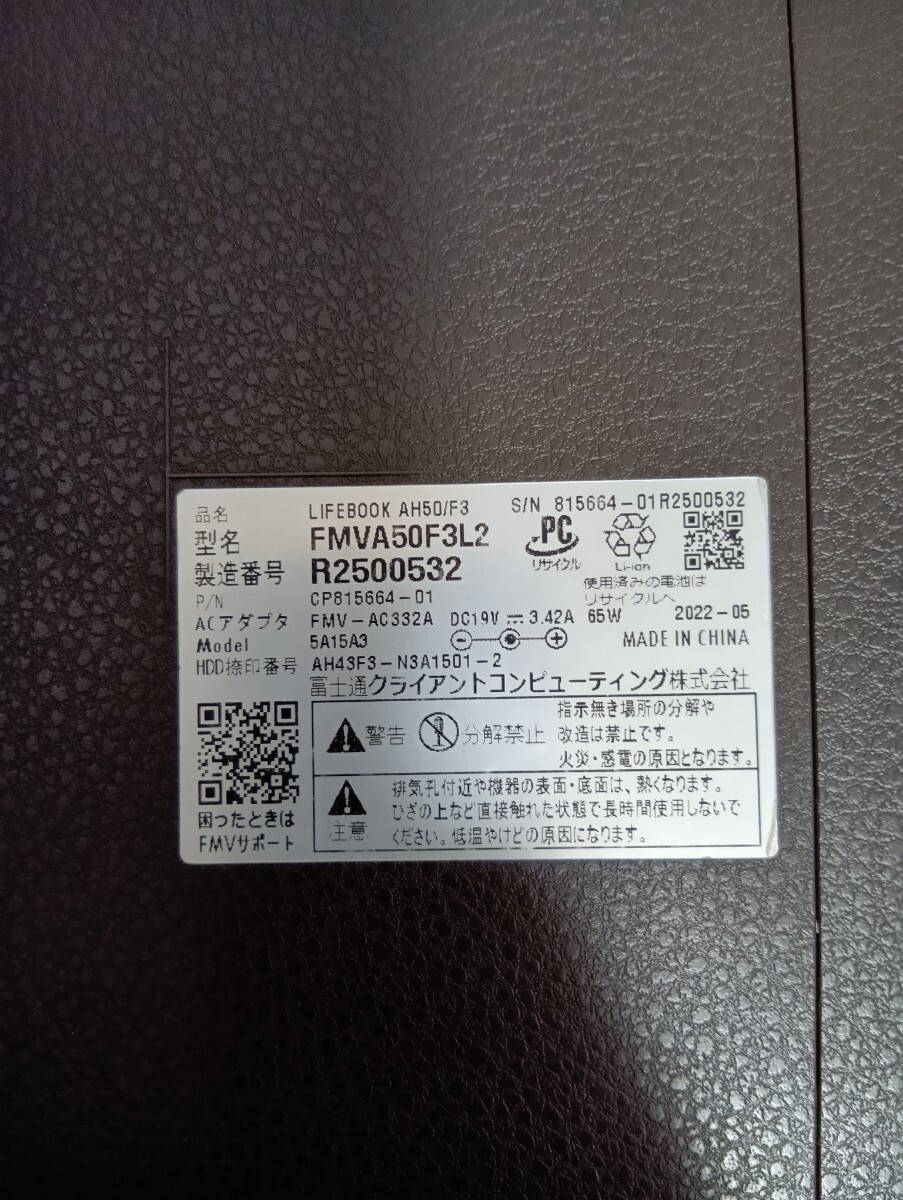 品名 LIFEBOOK AH50/F3 S/N 815664-01R2500532
型名 FMVA50F3L2
製造番号 R2500532
PC
リサイクル
Li-ion
使用済みの電池は
リサイクルへ
P/N CP815664-01
ACアダプタ FMV-AC332A DC19V 3.42A 65W 2022-05
Model 5A15A3 MADE IN CHINA
HDD捺印番号 AH43F3-N3A1501-2
富士通クライアントコンピューティング株式会社
警告 分解禁止
指示無き場所の分解や
改造は禁止です。
火災・感電の原因となります。
注意
排気孔付近や機器の表面・底面は、熱くなります。
ひざの上など直接触れた状態で長時間使用しないで
ください。低温やけどの原因になります。
困ったときは
FMVサポート